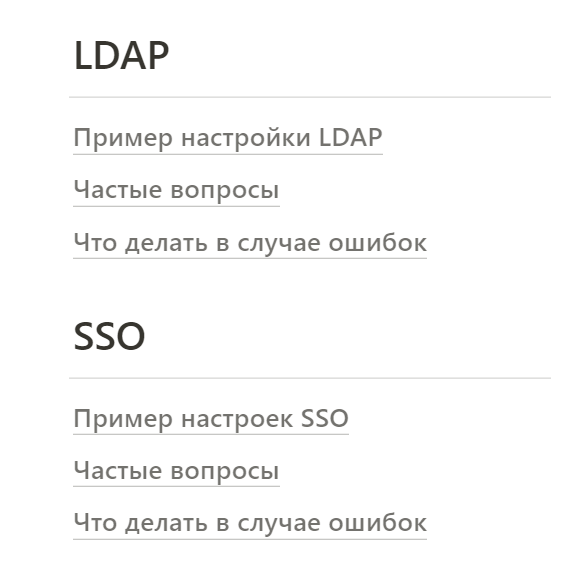 LDAP
Пример настройки LDAP
Частые вопросы
Что делать в случае ошибок
SSO
Пример настроек SSO
Частые вопросы
Что делать в случае ошибок